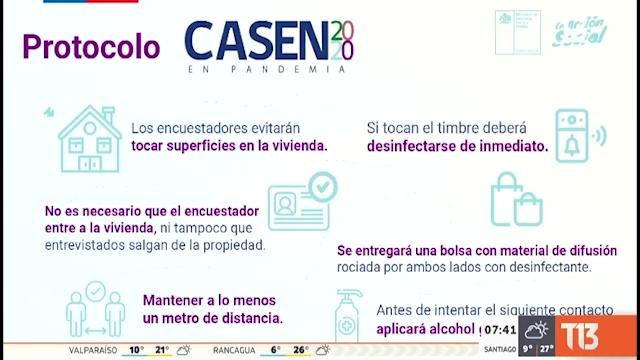 Protocolo
CASEN 2020
EN PANDEMIA
Los encuestadores evitarán
tocar superficies en la vivienda.
Si tocan el timbre deberá
desinfectarse de inmediato.
No es necesario que el encuestador
entre a la vivienda, ni tampoco que
entrevistados salgan de la propiedad.
Se entregará una bolsa con material de difusión
rociada por ambos lados con desinfectante.
Mantener a lo menos
un metro de distancia.
Antes de intentar el siguiente contacto
aplicará alcohol
07:41
SANTIAGO 9° 27°
T13
VALPARAÍSO 10° 21°
RANCAGUA 6° 26°